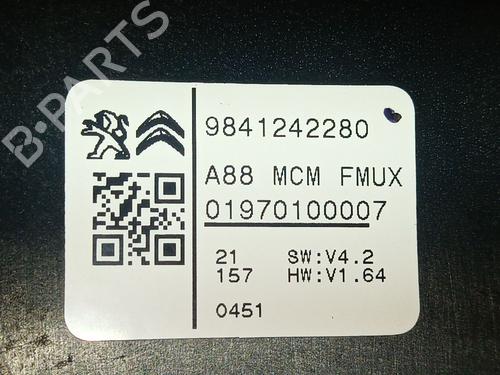 B-PARTS
9841242280
A88 MCM FMUX
01970100007
21 SW:V4.2
157 HW:V1.64
0451